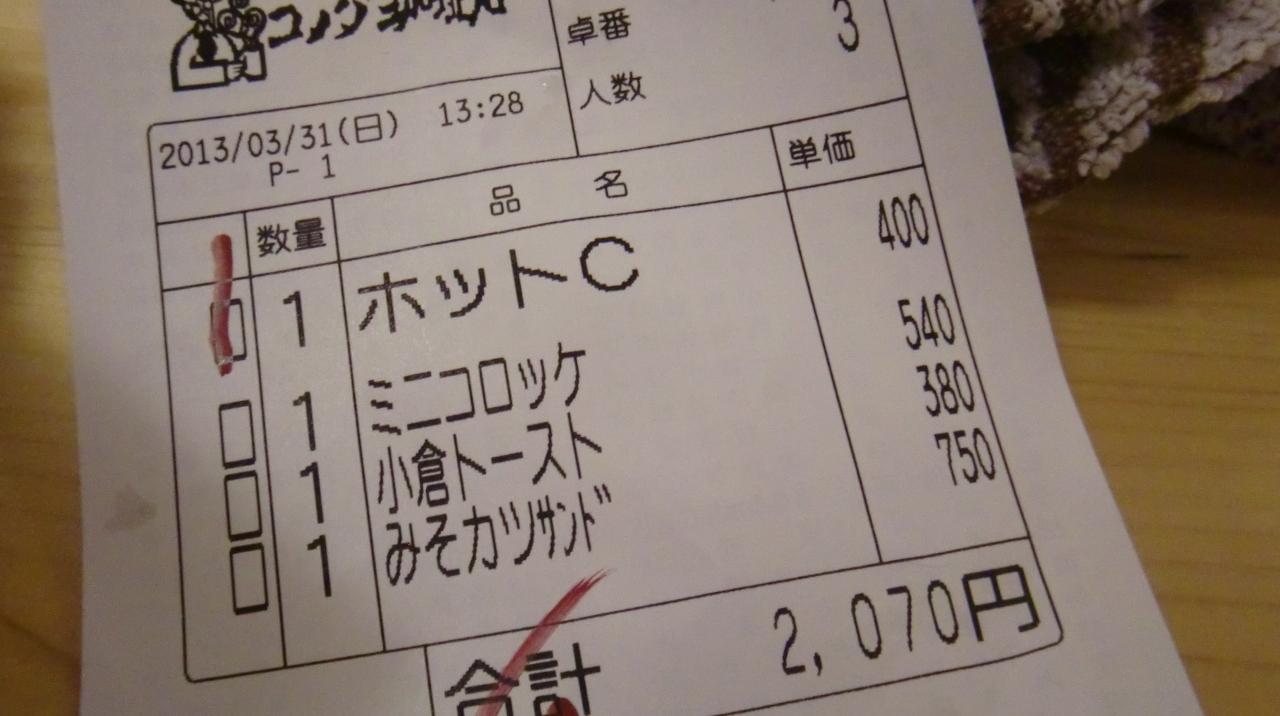 卓番
3
人数
2013/03/31(日) 13:28
P- 1
数量 品名 単価
1 ホットC 400
1 ミニコロッケ 540
1 小倉トースト 380
1 みそカツサンド 750
合計 2,070円